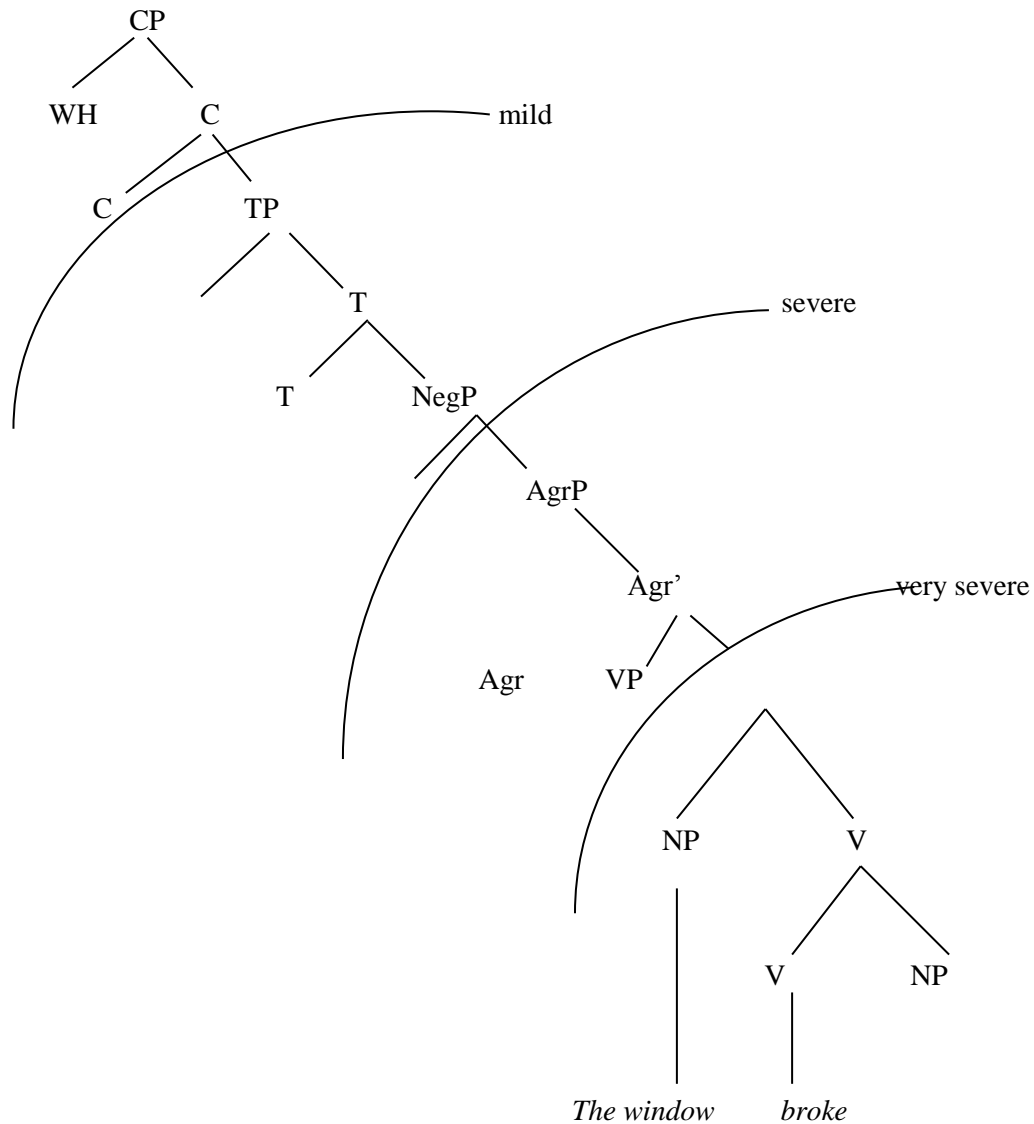 CP
WH C mild
C TP
T severe
T NegP
AgrP
Agr’ very severe
Agr VP
NP V
V NP
The window broke